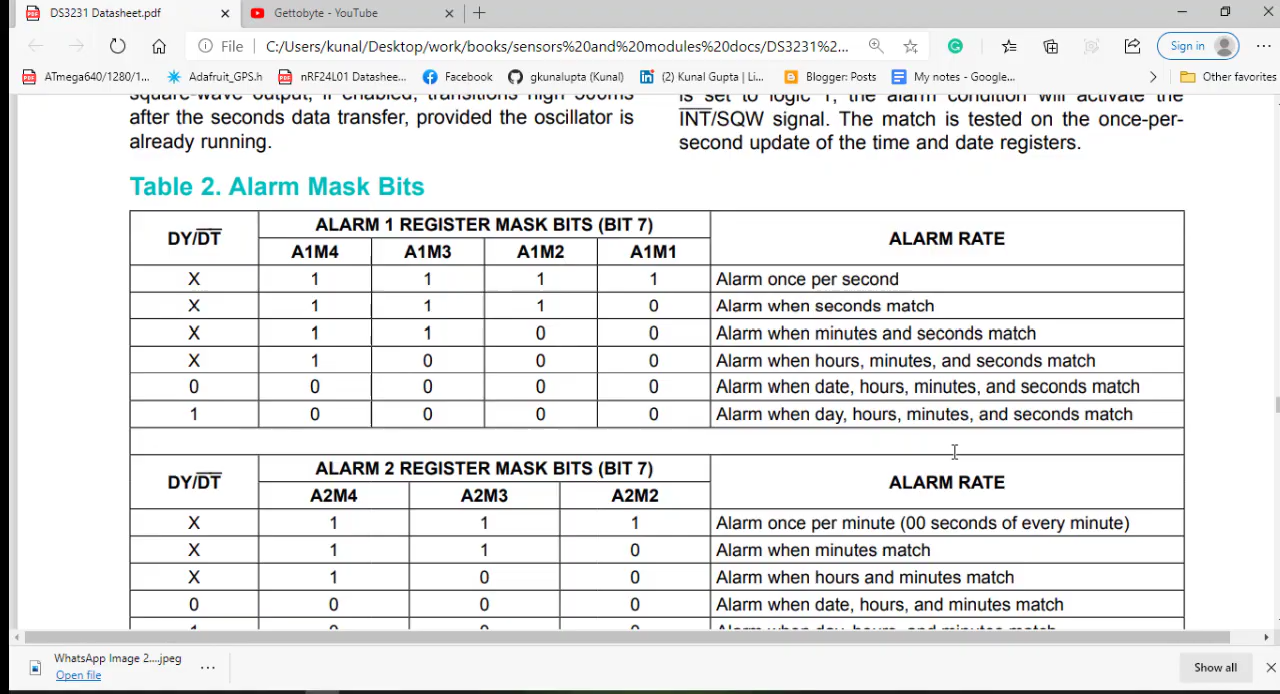 DS3231 Datasheet.pdf
Gettobyte - YouTube
File
C:/Users/kunal/Desktop/work/books/sensors%20and%20modules%20docs/DS3231%2...
Sign in
ATmega640/1280/1...
Adafruit_GPS.h
nRF24L01 Datashee...
Facebook
gkunalupta (Kunal)
(2) Kunal Gupta | Li...
Blogger: Posts
My notes - Google...
Other favorites
square-wave output, if enabled, transitions high 500ms
after the seconds data transfer, provided the oscillator is
already running.
is set to logic 1, the alarm condition will activate the
INT/SQW signal. The match is tested on the once-per-
second update of the time and date registers.
Table 2. Alarm Mask Bits
DY/DT ALARM 1 REGISTER MASK BITS (BIT 7) ALARM RATE
A1M4 A1M3 A1M2 A1M1
X 1 1 1 1 Alarm once per second
X 1 1 1 0 Alarm when seconds match
X 1 1 0 0 Alarm when minutes and seconds match
X 1 0 0 0 Alarm when hours, minutes, and seconds match
0 0 0 0 0 Alarm when date, hours, minutes, and seconds match
1 0 0 0 0 Alarm when day, hours, minutes, and seconds match
DY/DT ALARM 2 REGISTER MASK BITS (BIT 7) ALARM RATE
A2M4 A2M3 A2M2
X 1 1 1 Alarm once per minute (00 seconds of every minute)
X 1 1 0 Alarm when minutes match
X 1 0 0 Alarm when hours and minutes match
0 0 0 0 Alarm when date, hours, and minutes match
1 0 0 0 Alarm when day, hours, and minutes match
WhatsApp Image 2....jpeg
Open file
Show all